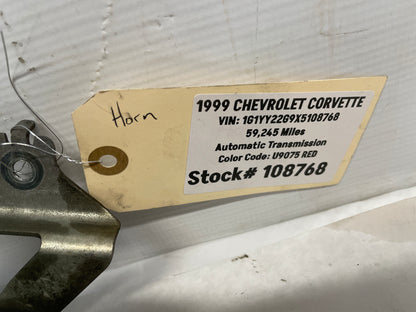 Horn
1999 CHEVROLET CORVETTE
VIN: 1G1YY22G9X5108768
59,245 Miles
Automatic Transmission
Color Code: U9075 RED
Stock# 108768